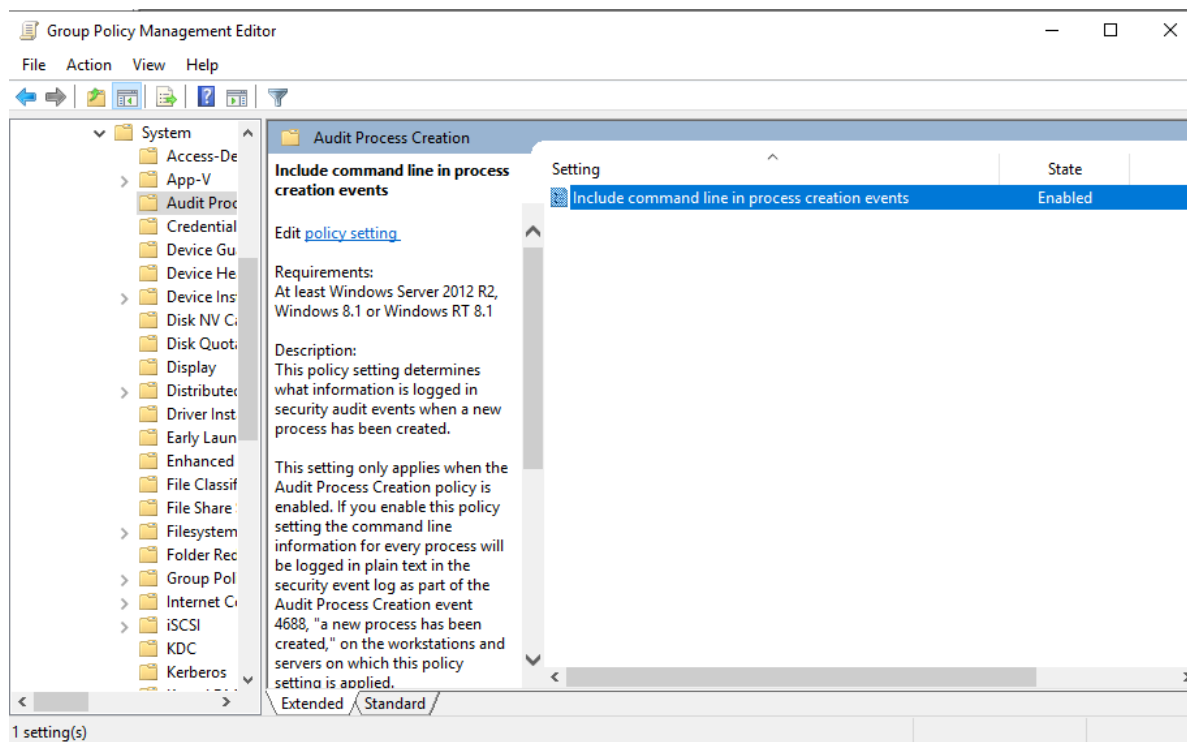 Group Policy Management Editor
File Action View Help
System
Access-De
App-V
Audit Proc
Credential
Device Gu
Device He
Device Ins
Disk NV Ca
Disk Quota
Display
Distributed
Driver Inst
Early Laun
Enhanced
File Classif
File Share
Filesystem
Folder Red
Group Pol
Internet Co
iSCSI
KDC
Kerberos
Audit Process Creation
Include command line in process
creation events
Edit policy setting
Requirements:
At least Windows Server 2012 R2,
Windows 8.1 or Windows RT 8.1
Description:
This policy setting determines
what information is logged in
security audit events when a new
process has been created.
This setting only applies when the
Audit Process Creation policy is
enabled. If you enable this policy
setting the command line
information for every process will
be logged in plain text in the
security event log as part of the
Audit Process Creation event
4688, "a new process has been
created," on the workstations and
servers on which this policy
setting is applied.
Setting State
Include command line in process creation events Enabled
Extended Standard
1 setting(s)